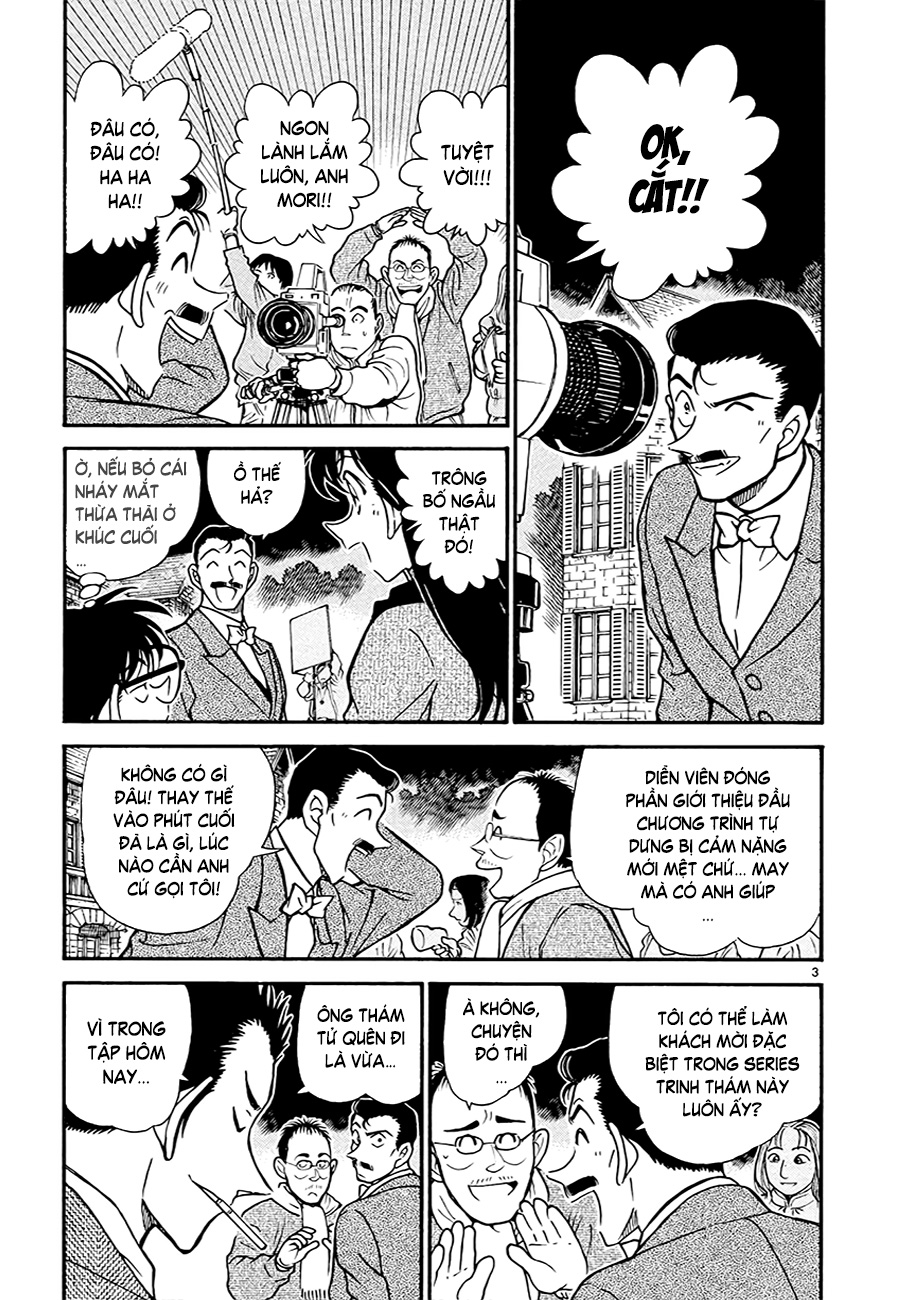 OK,
CẮT!!
TUYỆT
VỜI!!!
NGON
LÀNH LẮM
LUÔN, ANH
MORI!!
ĐÂU CÓ,
ĐÂU CÓ!
HA HA
HA!!
TRÔNG
BỐ NGẦU
THẬT
ĐÓ!
Ồ THẾ
HẢ?
Ờ, NẾU BỎ CÁI
NHÁY MẮT
THỪA THẢI Ở
KHÚC CUỐI
...
DIỄN VIÊN ĐÓNG
PHẦN GIỚI THIỆU ĐẦU
CHƯƠNG TRÌNH TỰ
DƯNG BỊ CẢM NẶNG
MỚI MỆT CHỨ... MAY
MÀ CÓ ANH GIÚP
...
KHÔNG CÓ GÌ
ĐÂU! THAY THẾ
VÀO PHÚT CUỐI
ĐÃ LÀ GÌ, LÚC
NÀO CẦN ANH
CỨ GỌI TÔI!
3
TÔI CÓ THỂ LÀM
KHÁCH MỜI ĐẶC
BIỆT TRONG SERIES
TRINH THÁM NÀY
LUÔN ẤY?
À KHÔNG,
CHUYỆN
ĐÓ THÌ
...
ÔNG THÁM
TỬ QUÊN ĐI
LÀ VỪA...
VÌ TRONG
TẬP HÔM
NAY...